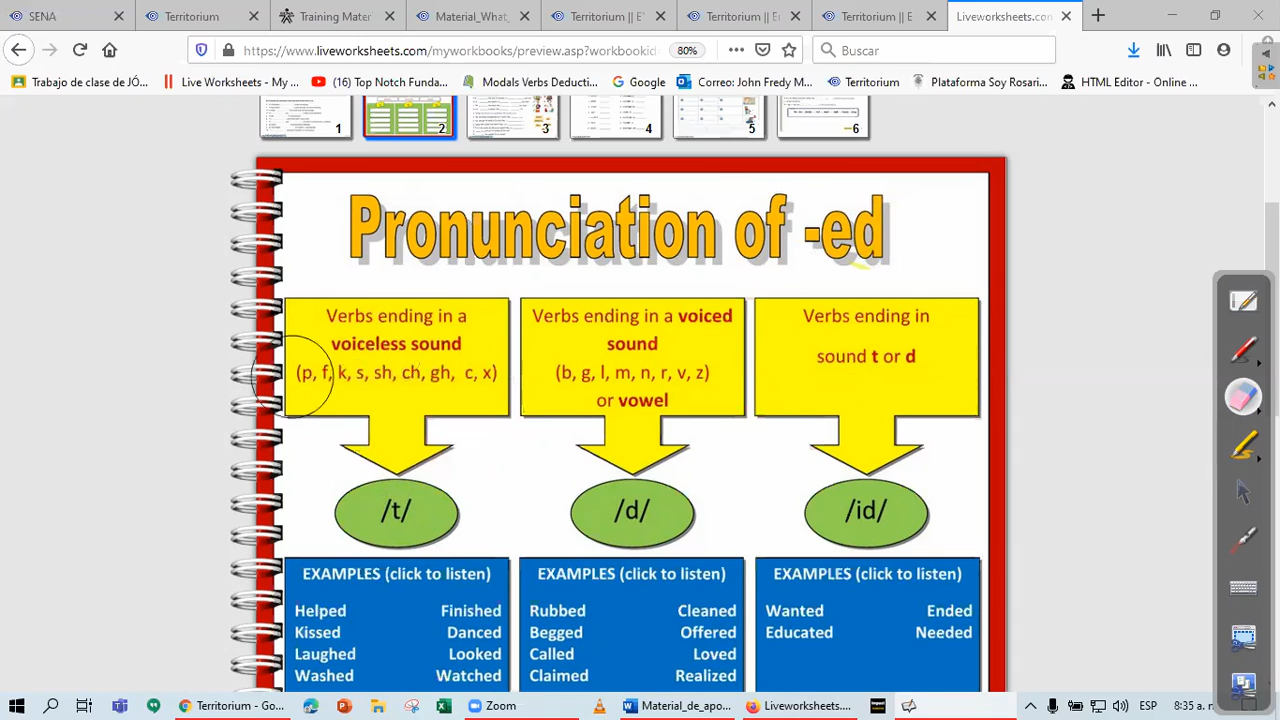 SENA
Territorium
Training Mater
Material_What_
Territorium || E
Territorium || E
Territorium || E
Liveworksheets.com
https://www.liveworksheets.com/myworkbooks/preview.asp?workbookid
80%
Buscar
Trabajo de clase de JÓ...
Live Worksheets - My ...
(16) Top Notch Funda...
Modals Verbs Deducti...
Google
Correo: John Fredy M...
Territorium
Plataforma Soy Rosari...
HTML Editor - Online ...
1
2
3
4
5
6
Pronunciation of -ed
Verbs ending in a
voiceless sound
(p, f, k, s, sh, ch, gh, c, x)
Verbs ending in a voiced
sound
(b, g, l, m, n, r, v, z)
or vowel
Verbs ending in
sound t or d
/t/
/d/
/id/
EXAMPLES (click to listen)
Helped Finished
Kissed Danced
Laughed Looked
Washed Watched
EXAMPLES (click to listen)
Rubbed Cleaned
Begged Offered
Called Loved
Claimed Realized
EXAMPLES (click to listen)
Wanted Ended
Educated Needed
Territorium - Go...
Zoom
Material_de_apo...
Liveworksheets.c...
ESP
8:35 a. m.